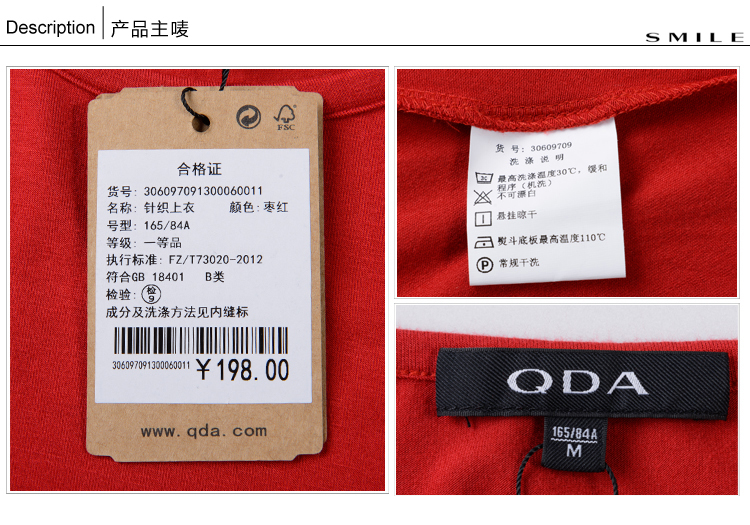 Description 产品主唛
SMILE
FSC
合格证
货号: 306097091300060011
名称: 针织上衣 颜色: 枣红
号型: 165/84A
等级: 一等品
执行标准: FZ/T73020-2012
符合GB 18401 B类
检验: 检9
成分及洗涤方法见内缝标
306097091300060011 ¥198.00
www.qda.com
货 号: 30609709
洗 涤 说 明
最高洗涤温度30℃, 缓和
程序 (机洗)
不可漂白
悬挂晾干
熨斗底板最高温度110℃
P 常规干洗
QDA
165/84A
M